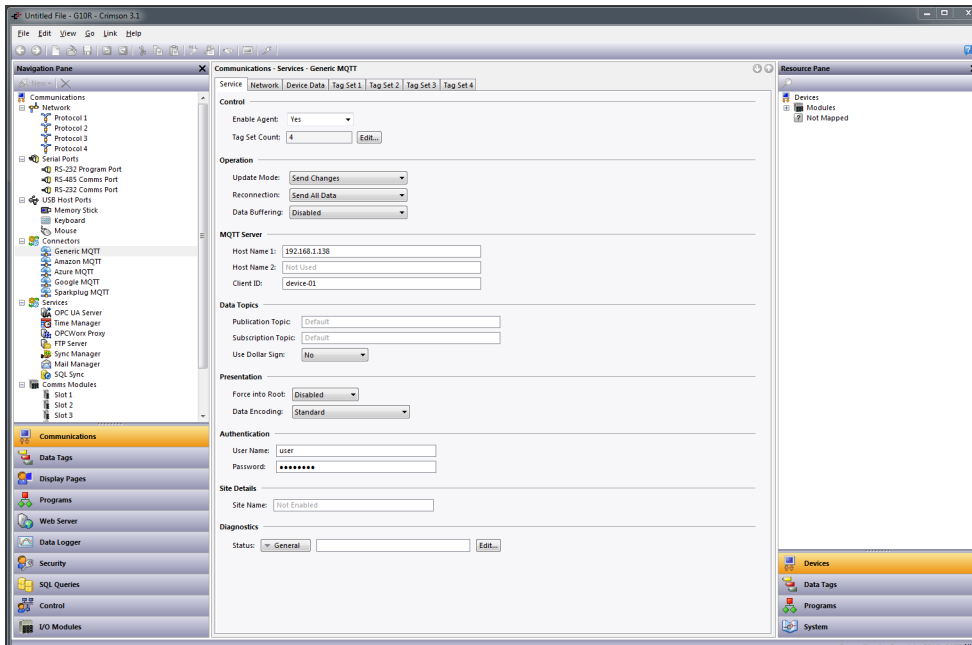 Untitled File - G10R - Crimson 3.1
File Edit View Go Link Help
Navigation Pane
New
Communications
Network
Protocol 1
Protocol 2
Protocol 3
Protocol 4
Serial Ports
RS-232 Program Port
RS-485 Comms Port
RS-232 Comms Port
USB Host Ports
Memory Stick
Keyboard
Mouse
Connectors
Generic MQTT
Amazon MQTT
Azure MQTT
Google MQTT
Sparkplug MQTT
Services
OPC UA Server
Time Manager
OPCWorx Proxy
FTP Server
Sync Manager
Mail Manager
SQL Sync
Comms Modules
Slot 1
Slot 2
Slot 3
Communications
Data Tags
Display Pages
Programs
Web Server
Data Logger
Security
SQL Queries
Control
I/O Modules
Communications - Services - Generic MQTT
Service Network Device Data Tag Set 1 Tag Set 2 Tag Set 3 Tag Set 4
Control
Enable Agent: Yes
Tag Set Count: 4 Edit...
Operation
Update Mode: Send Changes
Reconnection: Send All Data
Data Buffering: Disabled
MQTT Server
Host Name 1: 192.168.1.138
Host Name 2: Not Used
Client ID: device-01
Data Topics
Publication Topic: Default
Subscription Topic: Default
Use Dollar Sign: No
Presentation
Force into Root: Disabled
Data Encoding: Standard
Authentication
User Name: user
Password: ●●●●●●●●
Site Details
Site Name: Not Enabled
Diagnostics
Status: General Edit...
Resource Pane
Devices
Modules
Not Mapped
Devices
Data Tags
Programs
System